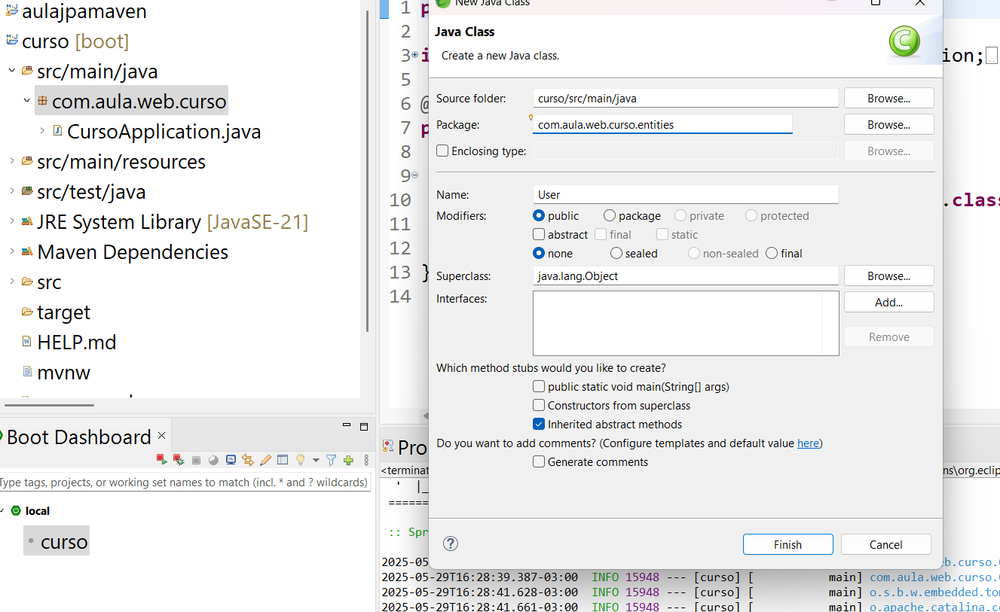 aulajpamaven
curso [boot]
src/main/java
com.aula.web.curso
CursoApplication.java
src/main/resources
src/test/java
JRE System Library [JavaSE-21]
Maven Dependencies
src
target
HELP.md
mvnw
Boot Dashboard
Type tags, projects, or working set names to match (incl. * and ? wildcards)
local
curso
1 p
2
3 i ion;
5
6 @
7 p
8
9
10 .clas
11
12
13 }
14
New Java Class
Java Class
Create a new Java class.
Source folder: curso/src/main/java Browse...
Package: com.aula.web.curso.entities Browse...
Enclosing type: Browse...
Name: User
Modifiers: public package private protected
abstract final static
none sealed non-sealed final
Superclass: java.lang.Object Browse...
Interfaces: Add...
Remove
Which method stubs would you like to create?
public static void main(String[] args)
Constructors from superclass
Inherited abstract methods
Do you want to add comments? (Configure templates and default value here)
Generate comments
? Finish Cancel
Pro
<terminat ns\org.eclip
' |_
======
:: Spr
2025-05 b.curso.
2025-05-29T16:28:39.387-03:00 INFO 15948 --- [curso] [ main] com.aula.web.curso.
2025-05-29T16:28:41.628-03:00 INFO 15948 --- [curso] [ main] o.s.b.w.embedded.to
2025-05-29T16:28:41.661-03:00 INFO 15948 --- [curso] [ main] o.apache.catalina.c